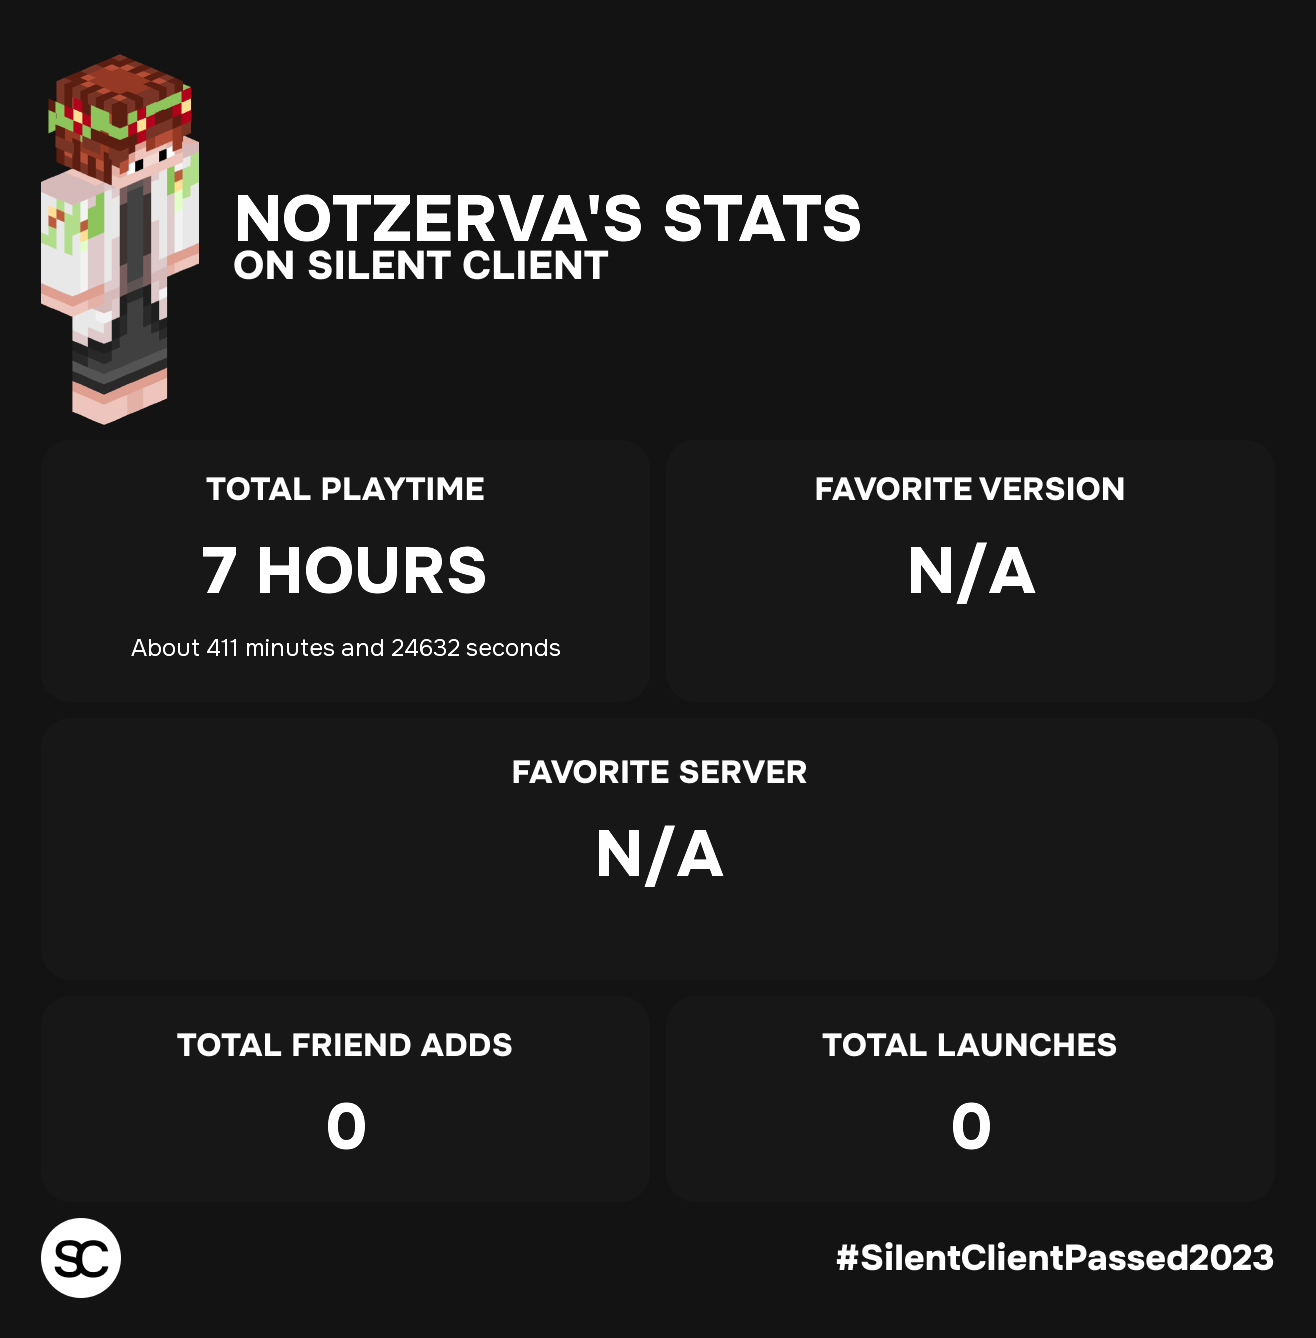 NOTZERVA'S STATS
ON SILENT CLIENT
TOTAL PLAYTIME
7 HOURS
About 411 minutes and 24632 seconds
FAVORITE VERSION
N/A
FAVORITE SERVER
N/A
TOTAL FRIEND ADDS
0
TOTAL LAUNCHES
0
SC
#SilentClientPassed2023